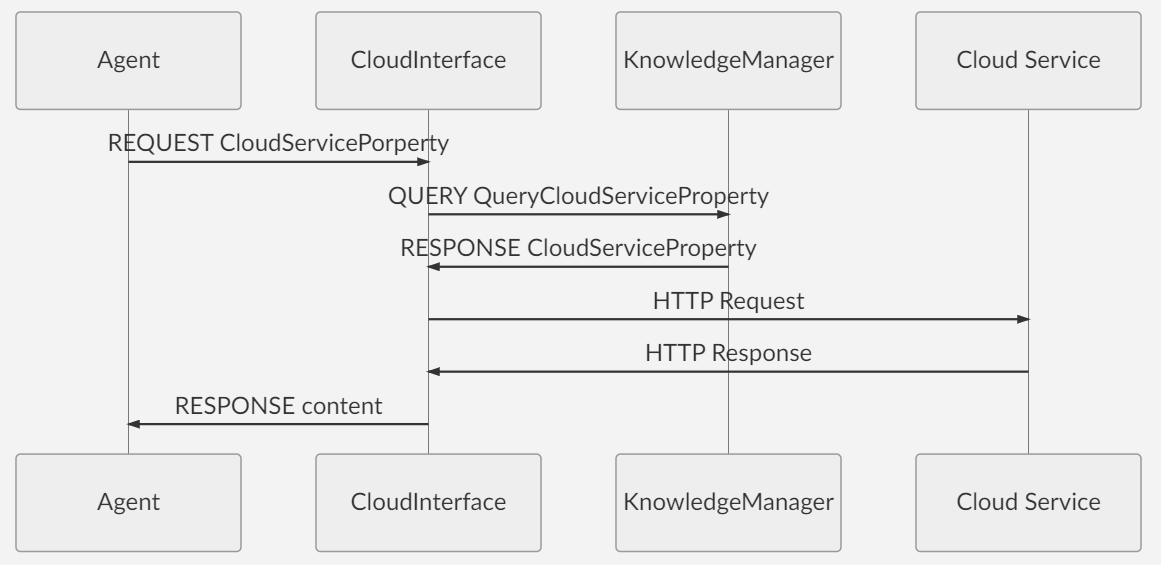 Agent
CloudInterface
KnowledgeManager
Cloud Service
REQUEST CloudServicePorperty
QUERY QueryCloudServiceProperty
RESPONSE CloudServiceProperty
HTTP Request
HTTP Response
RESPONSE content
Agent
CloudInterface
KnowledgeManager
Cloud Service